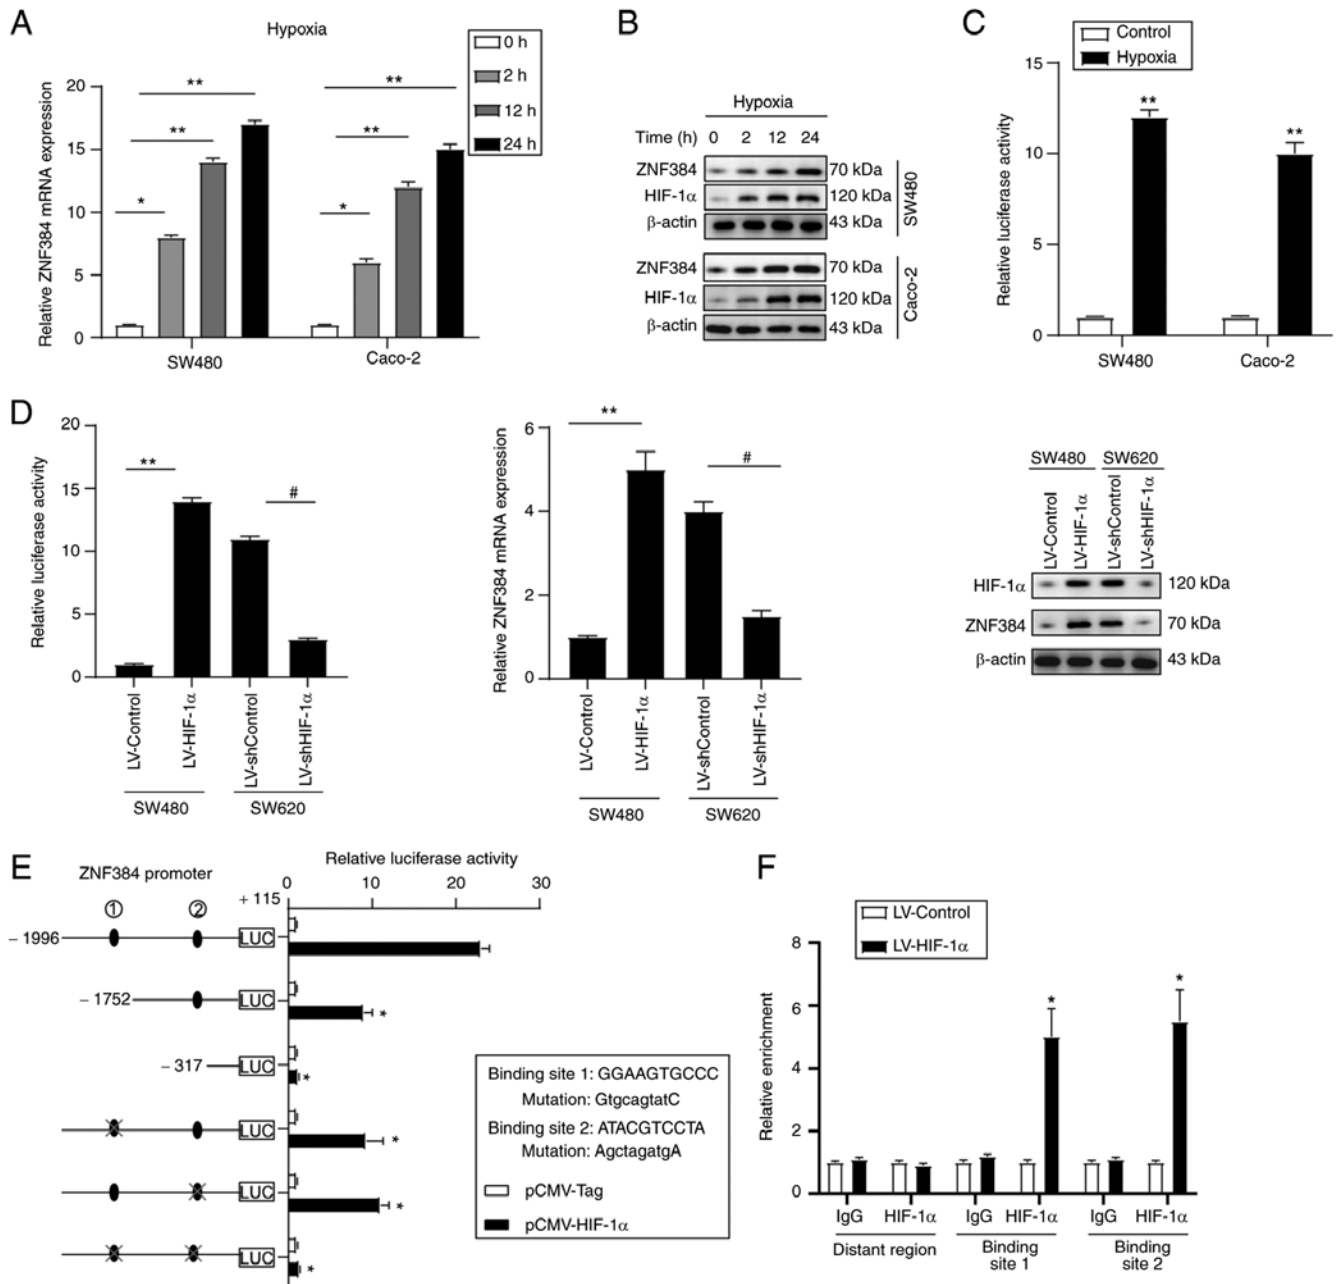 A
Hypoxia
0 h
2 h
12 h
24 h
Relative ZNF384 mRNA expression
20
15
10
5
0
**
**
*
**
**
*
SW480
Caco-2
B
Hypoxia
Time (h) 0 2 12 24
ZNF384 70 kDa
HIF-1α 120 kDa
β-actin 43 kDa
SW480
ZNF384 70 kDa
HIF-1α 120 kDa
β-actin 43 kDa
Caco-2
C
Control
Hypoxia
Relative luciferase activity
15
10
5
0
**
**
SW480
Caco-2
D
Relative luciferase activity
20
15
10
5
0
**
#
LV-Control
LV-HIF-1α
LV-shControl
LV-shHIF-1α
SW480
SW620
Relative ZNF384 mRNA expression
6
4
2
0
**
#
LV-Control
LV-HIF-1α
LV-shControl
LV-shHIF-1α
SW480
SW620
SW480 SW620
LV-Control
LV-HIF-1α
LV-shControl
LV-shHIF-1α
HIF-1α 120 kDa
ZNF384 70 kDa
β-actin 43 kDa
E
Relative luciferase activity
ZNF384 promoter
0 10 20 30
+ 115
① ②
– 1996 LUC
– 1752 LUC *
– 317 LUC *
LUC *
LUC *
LUC *
Binding site 1: GGAAGTGCCC
Mutation: GtgcagtatC
Binding site 2: ATACGTCCTA
Mutation: AgctagatgA
pCMV-Tag
pCMV-HIF-1α
F
LV-Control
LV-HIF-1α
Relative enrichment
8
6
4
2
0
*
*
IgG HIF-1α IgG HIF-1α IgG HIF-1α
Distant region
Binding
site 1
Binding
site 2